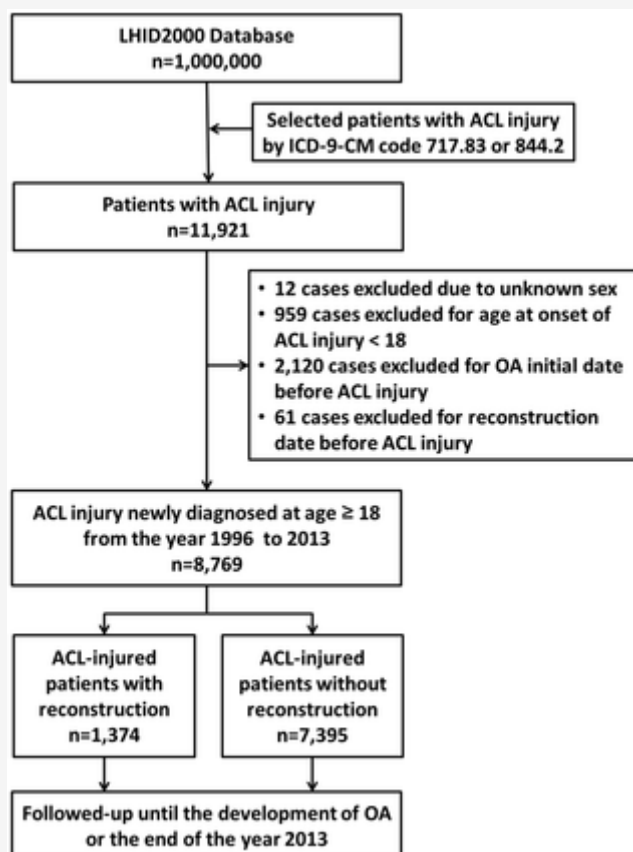 LHID2000 Database
n=1,000,000
Selected patients with ACL injury
by ICD-9-CM code 717.83 or 844.2
Patients with ACL injury
n=11,921
• 12 cases excluded due to unknown sex
• 959 cases excluded for age at onset of
ACL injury < 18
• 2,120 cases excluded for OA initial date
before ACL injury
• 61 cases excluded for reconstruction
date before ACL injury
ACL injury newly diagnosed at age ≥ 18
from the year 1996 to 2013
n=8,769
ACL-injured
patients with
reconstruction
n=1,374
ACL-injured
patients without
reconstruction
n=7,395
Followed-up until the development of OA
or the end of the year 2013